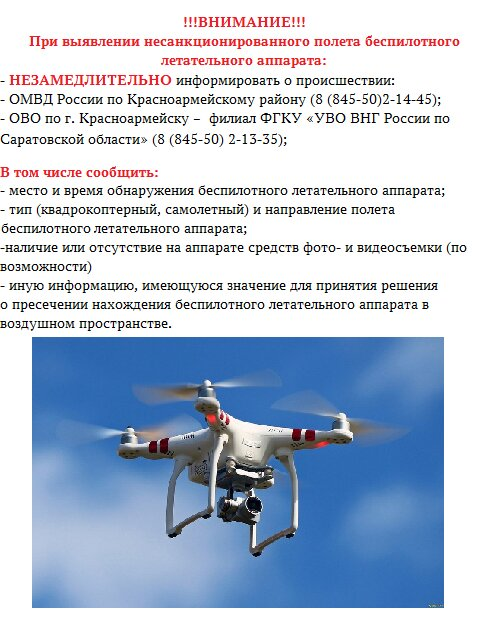 !!!ВНИМАНИЕ!!!
При выявлении несанкционированного полета беспилотного
летательного аппарата:
- НЕЗАМЕДЛИТЕЛЬНО информировать о происшествии:
- ОМВД России по Красноармейскому району (8 (845-50)2-14-45);
- ОВО по г. Красноармейску – филиал ФГКУ «УВО ВНГ России по
Саратовской области» (8 (845-50) 2-13-35);
В том числе сообщить:
- место и время обнаружения беспилотного летательного аппарата;
- тип (квадрокоптерный, самолетный) и направление полета
беспилотного летательного аппарата;
-наличие или отсутствие на аппарате средств фото- и видеосъемки (по
возможности)
- иную информацию, имеющуюся значение для принятия решения
о пресечении нахождения беспилотного летательного аппарата в
воздушном пространстве.